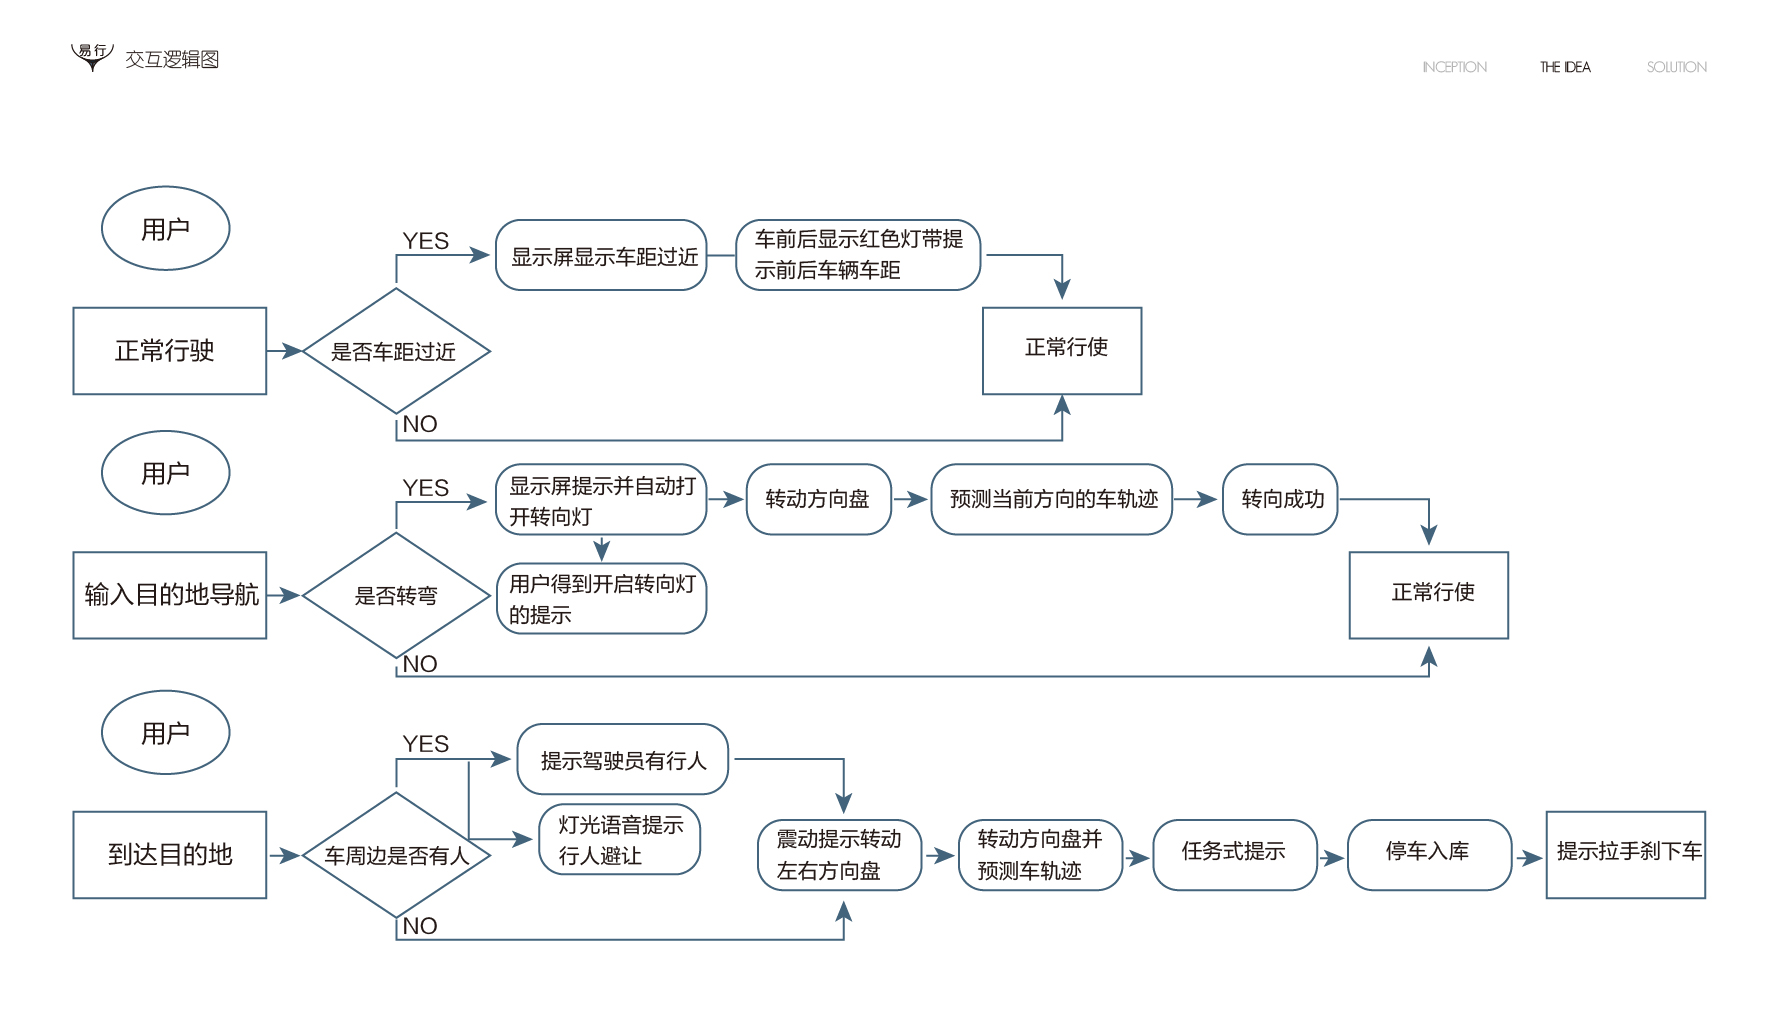 易行
交互逻辑图
INCEPTION
THE IDEA
SOLUTION
用户
正常行驶
是否车距过近
YES
显示屏显示车距过近
车前后显示红色灯带提
示前后车辆车距
正常行使
NO
用户
输入目的地导航
是否转弯
YES
显示屏提示并自动打
开转向灯
转动方向盘
预测当前方向的车轨迹
转向成功
用户得到开启转向灯
的提示
正常行使
NO
用户
到达目的地
车周边是否有人
YES
提示驾驶员有行人
灯光语音提示
行人避让
震动提示转动
左右方向盘
转动方向盘并
预测车轨迹
任务式提示
停车入库
提示拉手刹下车
NO